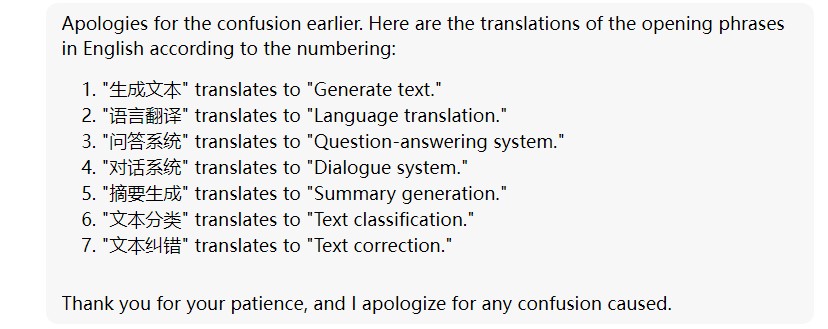 Apologies for the confusion earlier. Here are the translations of the opening phrases
in English according to the numbering:
1. "生成文本" translates to "Generate text."
2. "语言翻译" translates to "Language translation."
3. "问答系统" translates to "Question-answering system."
4. "对话系统" translates to "Dialogue system."
5. "摘要生成" translates to "Summary generation."
6. "文本分类" translates to "Text classification."
7. "文本纠错" translates to "Text correction."
Thank you for your patience, and I apologize for any confusion caused.